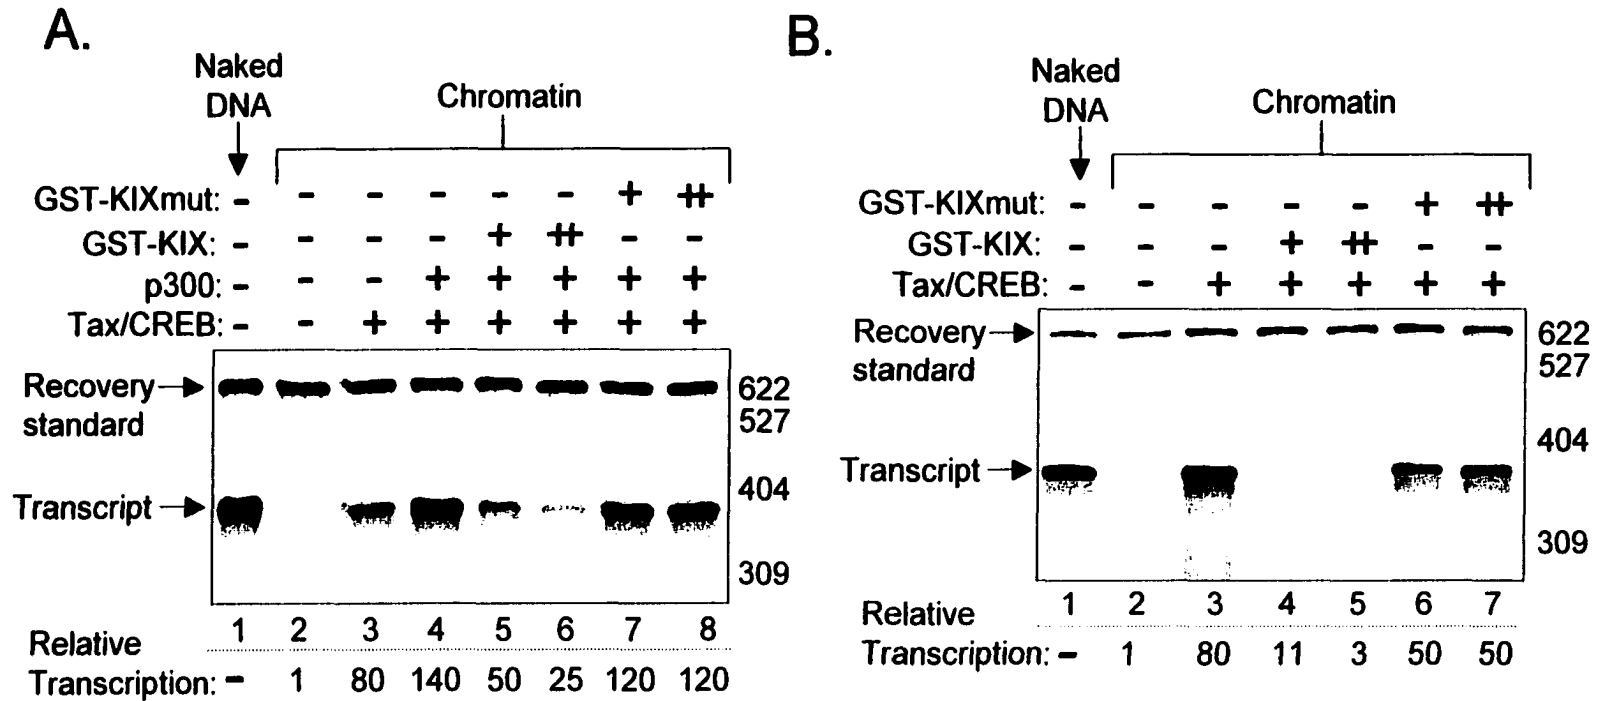 A.
Naked
DNA
Chromatin
GST-KIXmut: - - - - - - + ++
GST-KIX: - - - - + ++ - -
p300: - - - + + + + +
Tax/CREB: - - + + + + + +
Recovery
standard
622
527
Transcript
404
309
1 2 3 4 5 6 7 8
Relative
Transcription: - 1 80 140 50 25 120 120
B.
Naked
DNA
Chromatin
GST-KIXmut: - - - - - + ++
GST-KIX: - - - + ++ - -
Tax/CREB: - - + + + + +
Recovery
standard
622
527
404
Transcript
309
1 2 3 4 5 6 7
Relative
Transcription: - 1 80 11 3 50 50